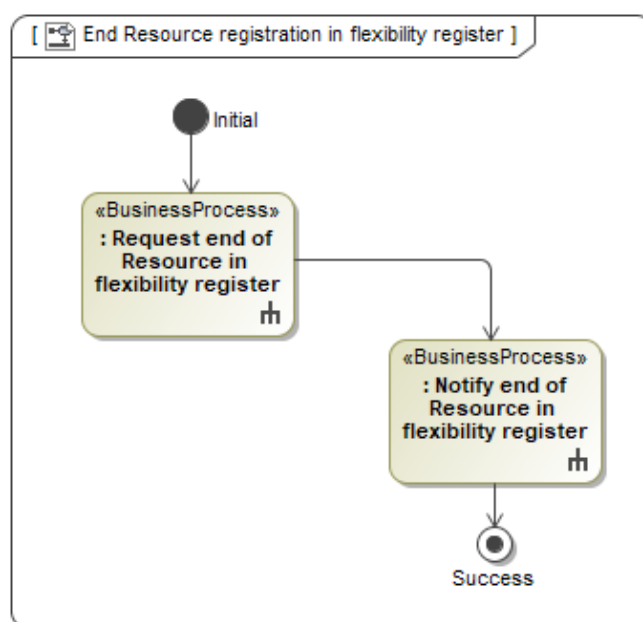 [ End Resource registration in flexibility register ]
Initial
«BusinessProcess»
: Request end of
Resource in
flexibility register
«BusinessProcess»
: Notify end of
Resource in
flexibility register
Success